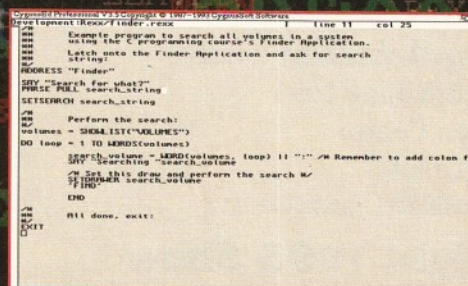 CygnusEd Professional V3.5 Copyright © 1987-1993 CygnusSoft Software
Development:Rexx/finder.rexx line 11 col 25
/*
** Example program to search all volumes in a system
** using the C programming course's Finder Application.
**
** Latch onto the Finder Application and ask for search
** string:
*/
ADDRESS "Finder"
SAY "Search for what?"
PARSE PULL search_string
SETSEARCH search_string
/*
** Perform the search:
*/
volumes = SHOWLIST("VOLUMES")
DO loop = 1 TO WORDS(volumes)
search_volume = WORD(volumes, loop) || ":" /* Remember to add colon f
SAY "Searching "search_volume
/* Set this draw and perform the search */
SETDRAWER search_volume
"FIND"
END
/*
** All done, exit:
*/
EXIT